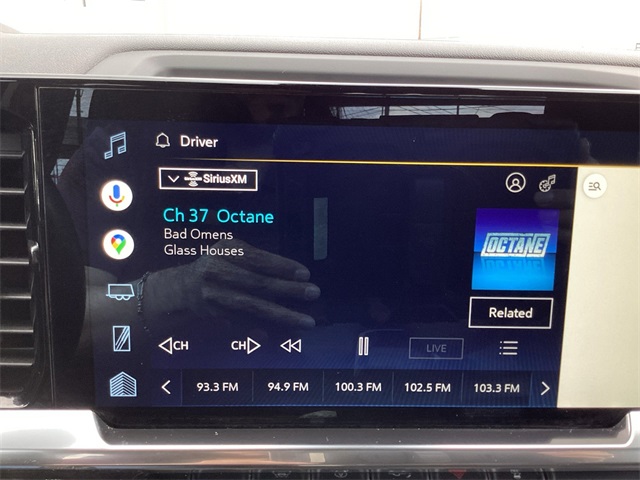 Driver
SiriusXM
Ch 37 Octane
Bad Omens
Glass Houses
OCTANE
Related
CH CH LIVE
93.3 FM 94.9 FM 100.3 FM 102.5 FM 103.3 FM